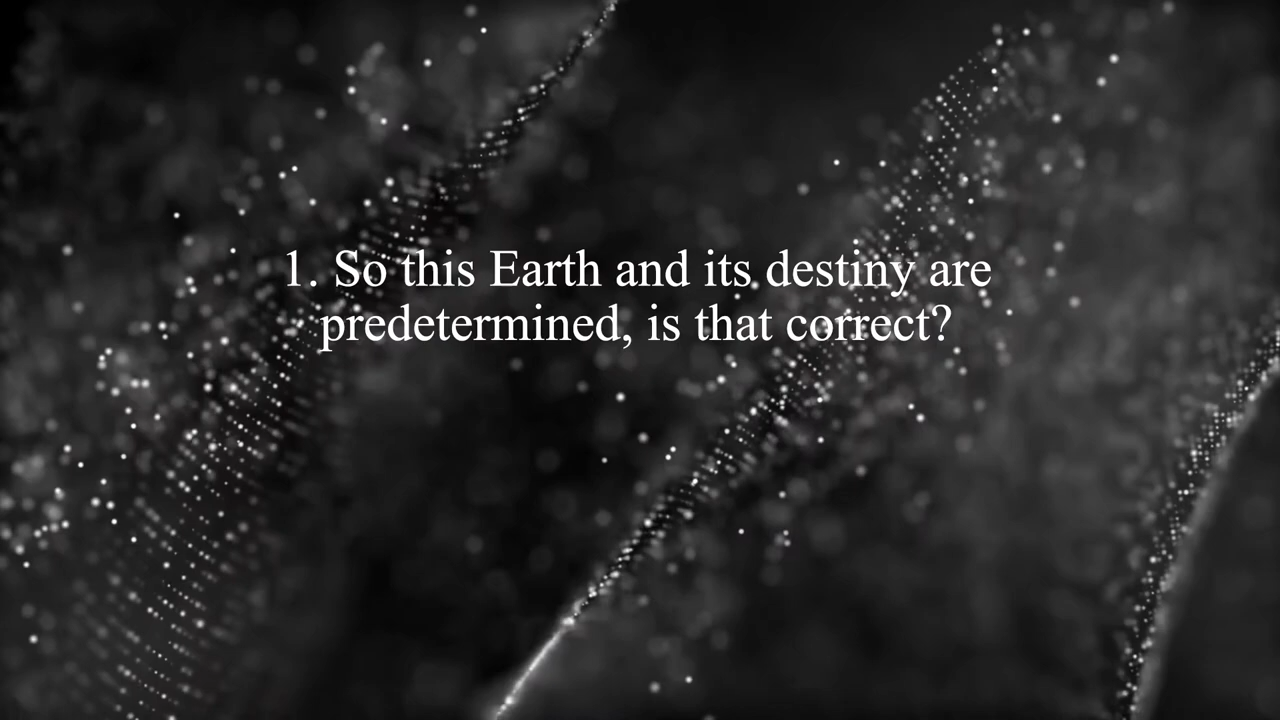 1. So this Earth and its destiny are
predetermined, is that correct?